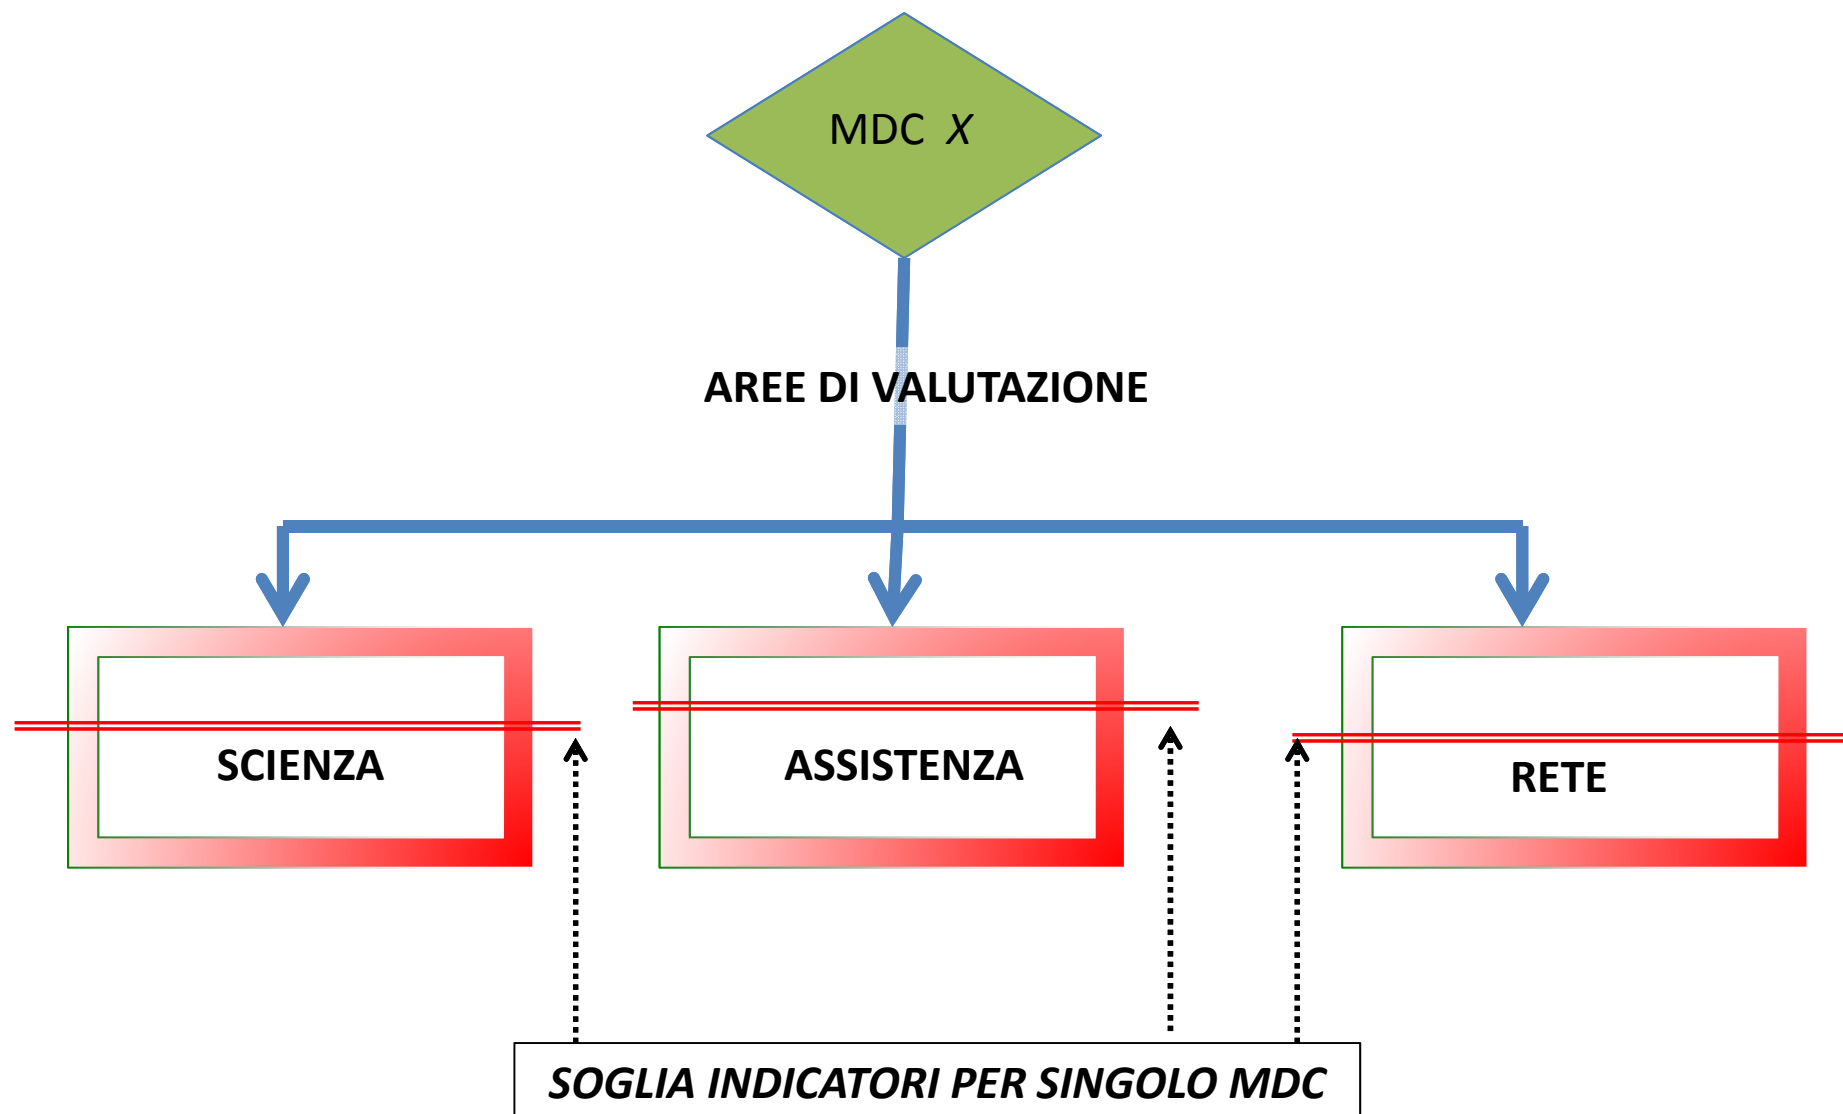 MDC X
AREE DI VALUTAZIONE
SCIENZA
ASSISTENZA
RETE
SOGLIA INDICATORI PER SINGOLO MDC